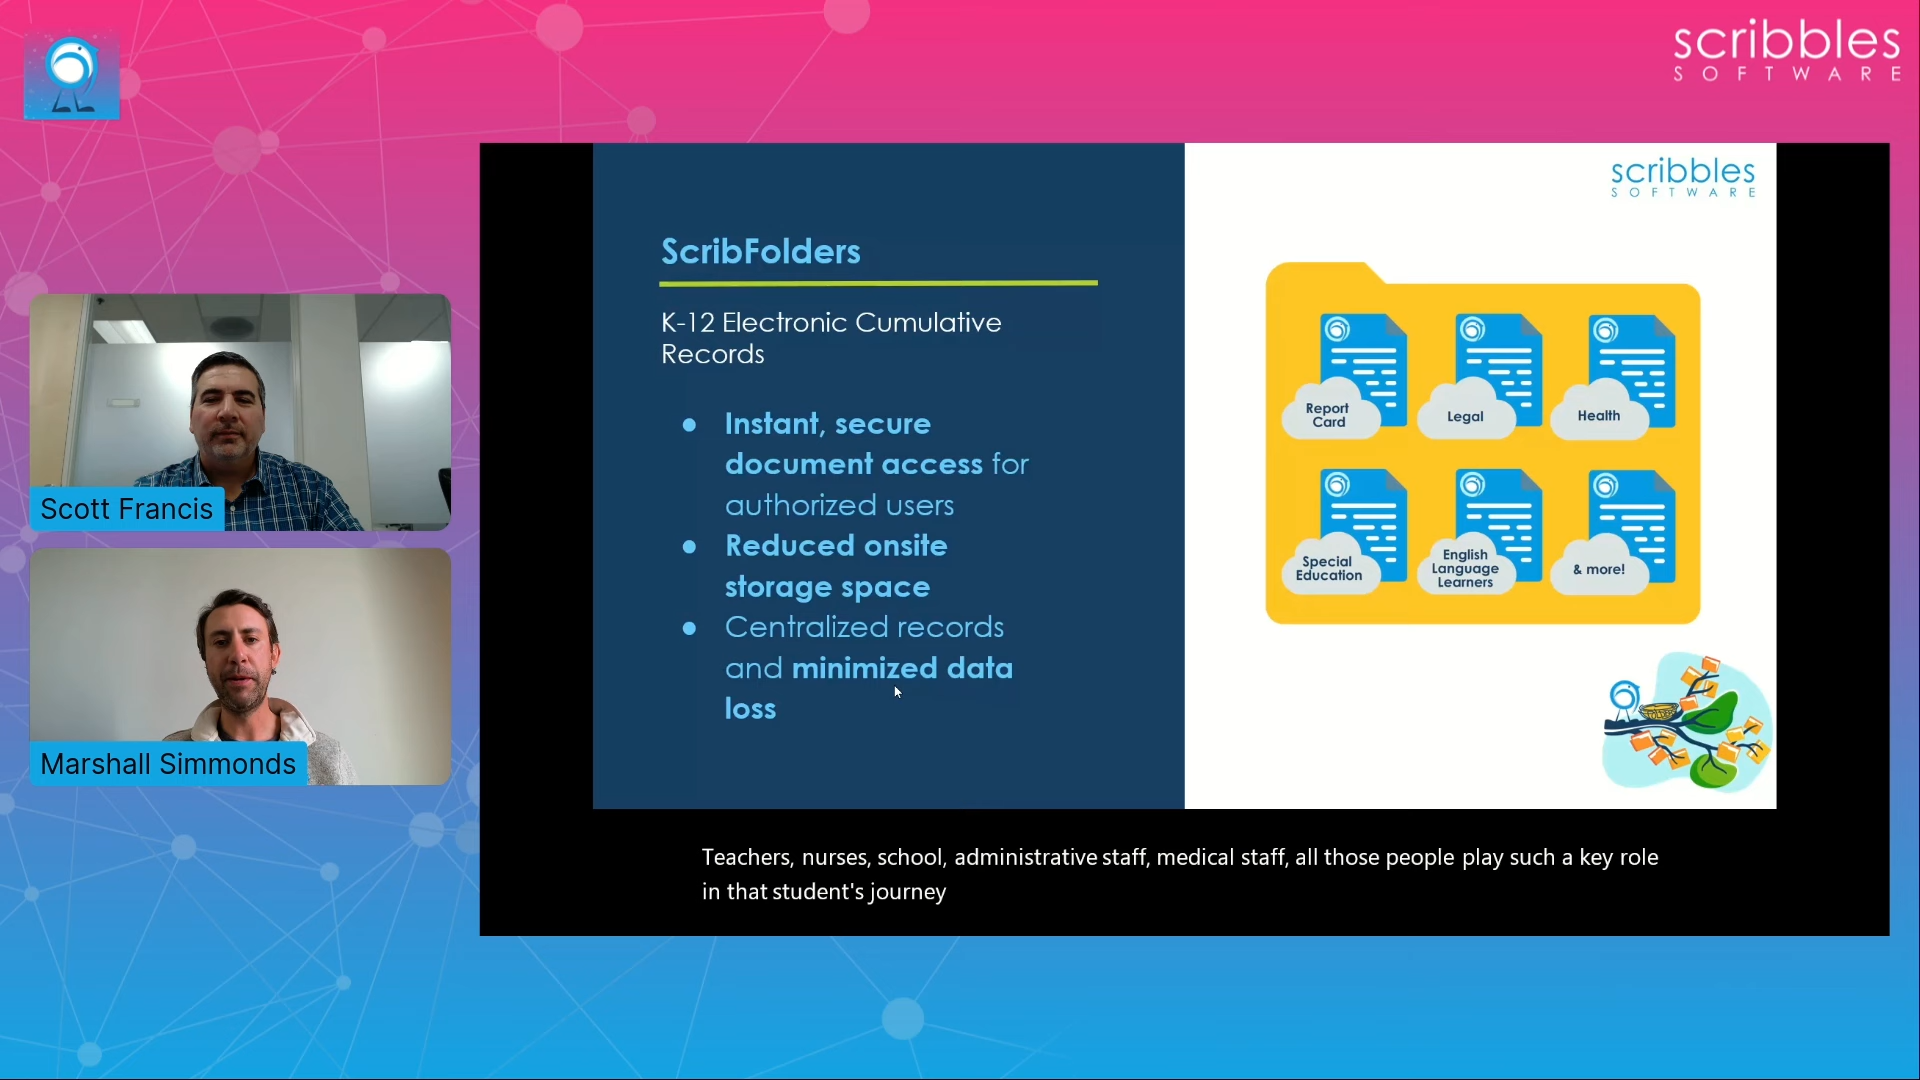 scribbles
SOFTWARE
scribbles
SOFTWARE
ScribFolders
K-12 Electronic Cumulative
Records
● Instant, secure
document access for
authorized users
● Reduced onsite
storage space
● Centralized records
and minimized data
loss
Report
Card
Legal
Health
Special
Education
English
Language
Learners
& more!
Scott Francis
Marshall Simmonds
Teachers, nurses, school, administrative staff, medical staff, all those people play such a key role
in that student's journey